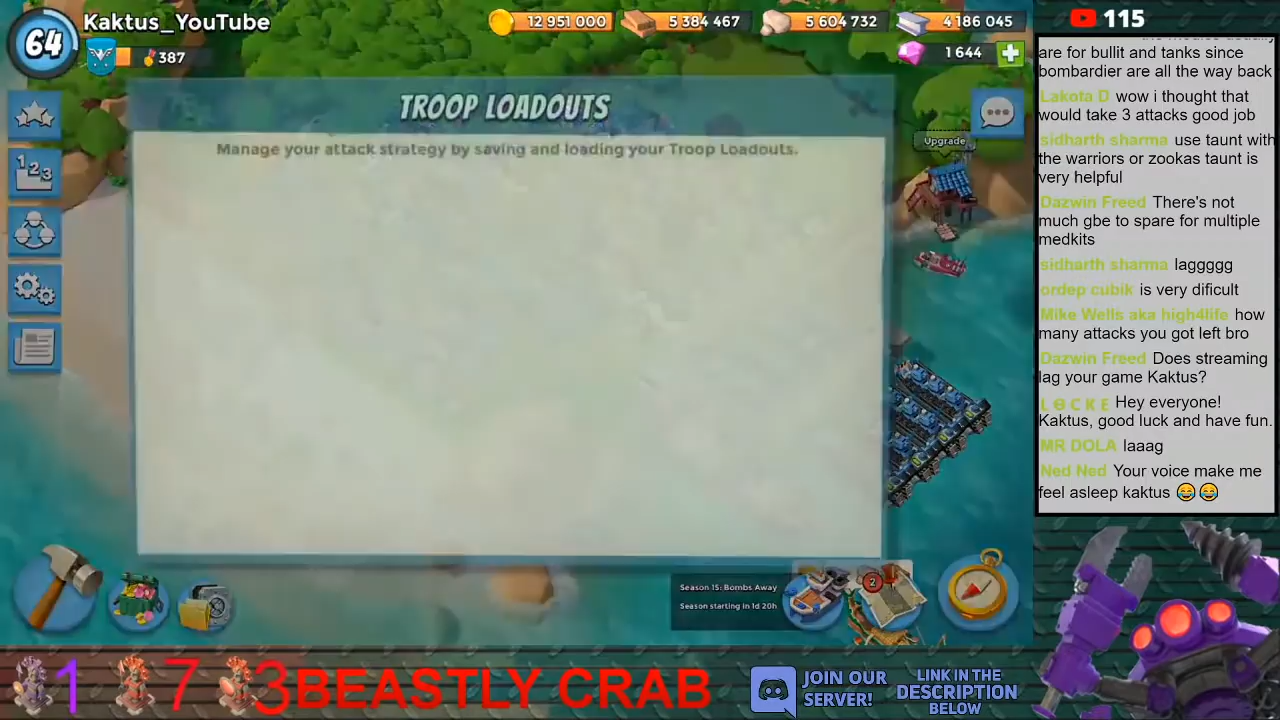 64
Kaktus_YouTube
387
12 951 000
5 384 467
5 604 732
4 186 045
1 644
115
TROOP LOADOUTS
Manage your attack strategy by saving and loading your Troop Loadouts.
1 2 3
Upgrade
are for bullit and tanks since
bombardier are all the way back
Lakota D wow i thought that
would take 3 attacks good job
sidharth sharma use taunt with
the warriors or zookas taunt is
very helpful
Dazwin Freed There's not
much gbe to spare for multiple
medkits
sidharth sharma laggggg
ordep cubik is very dificult
Mike Wells aka high4life how
many attacks you got left bro
Dazwin Freed Does streaming
lag your game Kaktus?
L O C K E Hey everyone!
Kaktus, good luck and have fun.
MR DOLA laaag
Ned Ned Your voice make me
feel asleep kaktus 😂😂
Season 15: Bombs Away
Season starting in 1d 20h
2
1 7 3 BEASTLY CRAB
JOIN OUR
SERVER!
LINK IN THE
DESCRIPTION
BELOW